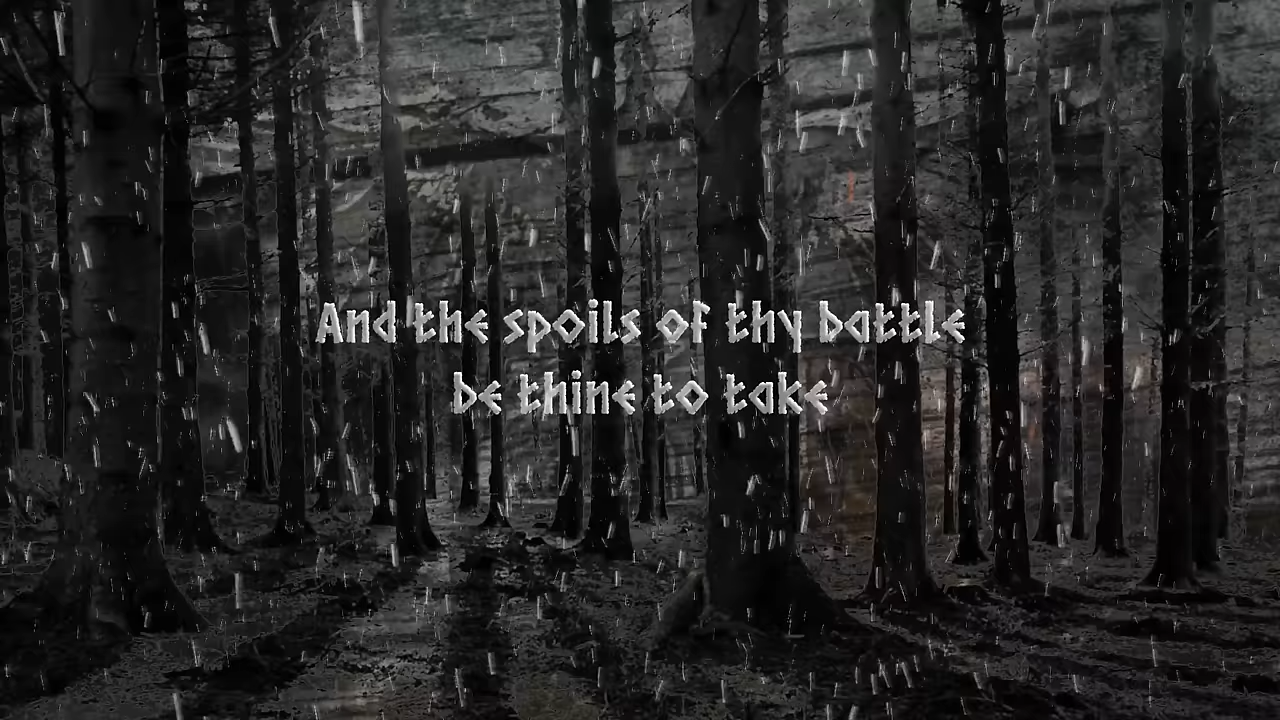 And the spoils of thy battle
be thine to take